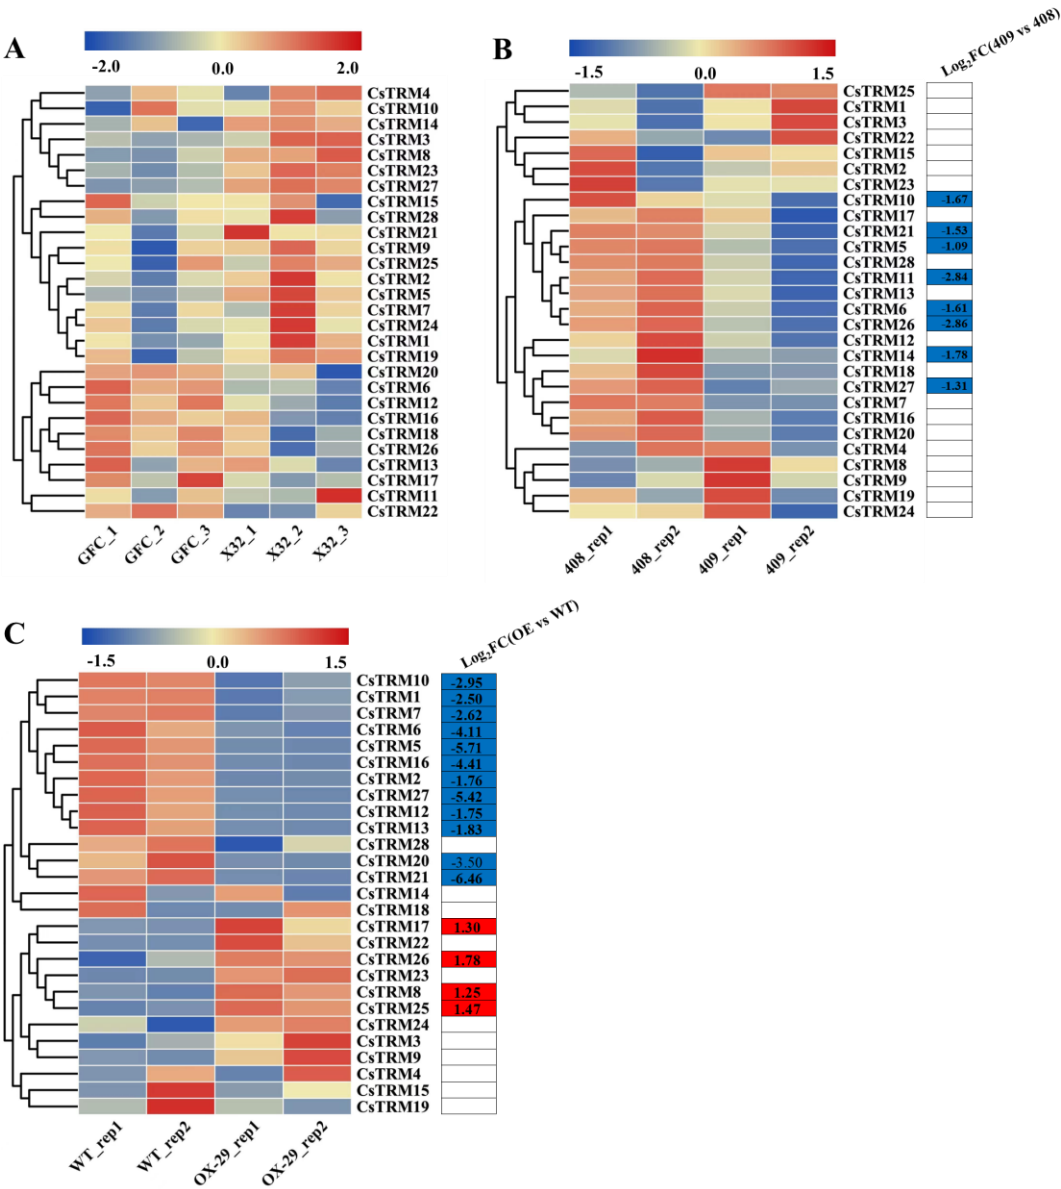 A
-2.0 0.0 2.0
CsTRM4
CsTRM10
CsTRM14
CsTRM3
CsTRM8
CsTRM23
CsTRM27
CsTRM15
CsTRM28
CsTRM21
CsTRM9
CsTRM25
CsTRM2
CsTRM5
CsTRM7
CsTRM24
CsTRM1
CsTRM19
CsTRM20
CsTRM6
CsTRM12
CsTRM16
CsTRM18
CsTRM26
CsTRM13
CsTRM17
CsTRM11
CsTRM22
GFC_1 GFC_2 GFC_3 X32_1 X32_2 X32_3
B
-1.5 0.0 1.5
Log₂FC(409 vs 408)
CsTRM25
CsTRM1
CsTRM3
CsTRM22
CsTRM15
CsTRM2
CsTRM23
CsTRM10 -1.67
CsTRM17
CsTRM21 -1.53
CsTRM5 -1.09
CsTRM28
CsTRM11 -2.84
CsTRM13
CsTRM6 -1.61
CsTRM26 -2.86
CsTRM12
CsTRM14 -1.78
CsTRM18
CsTRM27 -1.31
CsTRM7
CsTRM16
CsTRM20
CsTRM4
CsTRM8
CsTRM9
CsTRM19
CsTRM24
408_rep1 408_rep2 409_rep1 409_rep2
C
-1.5 0.0 1.5
Log₂FC(OE vs WT)
CsTRM10 -2.95
CsTRM1 -2.50
CsTRM7 -2.62
CsTRM6 -4.11
CsTRM5 -5.71
CsTRM16 -4.41
CsTRM2 -1.76
CsTRM27 -5.42
CsTRM12 -1.75
CsTRM13 -1.83
CsTRM28
CsTRM20 -3.50
CsTRM21 -6.46
CsTRM14
CsTRM18
CsTRM17 1.30
CsTRM22
CsTRM26 1.78
CsTRM23
CsTRM8 1.25
CsTRM25 1.47
CsTRM24
CsTRM3
CsTRM9
CsTRM4
CsTRM15
CsTRM19
WT_rep1 WT_rep2 OX-29_rep1 OX-29_rep2